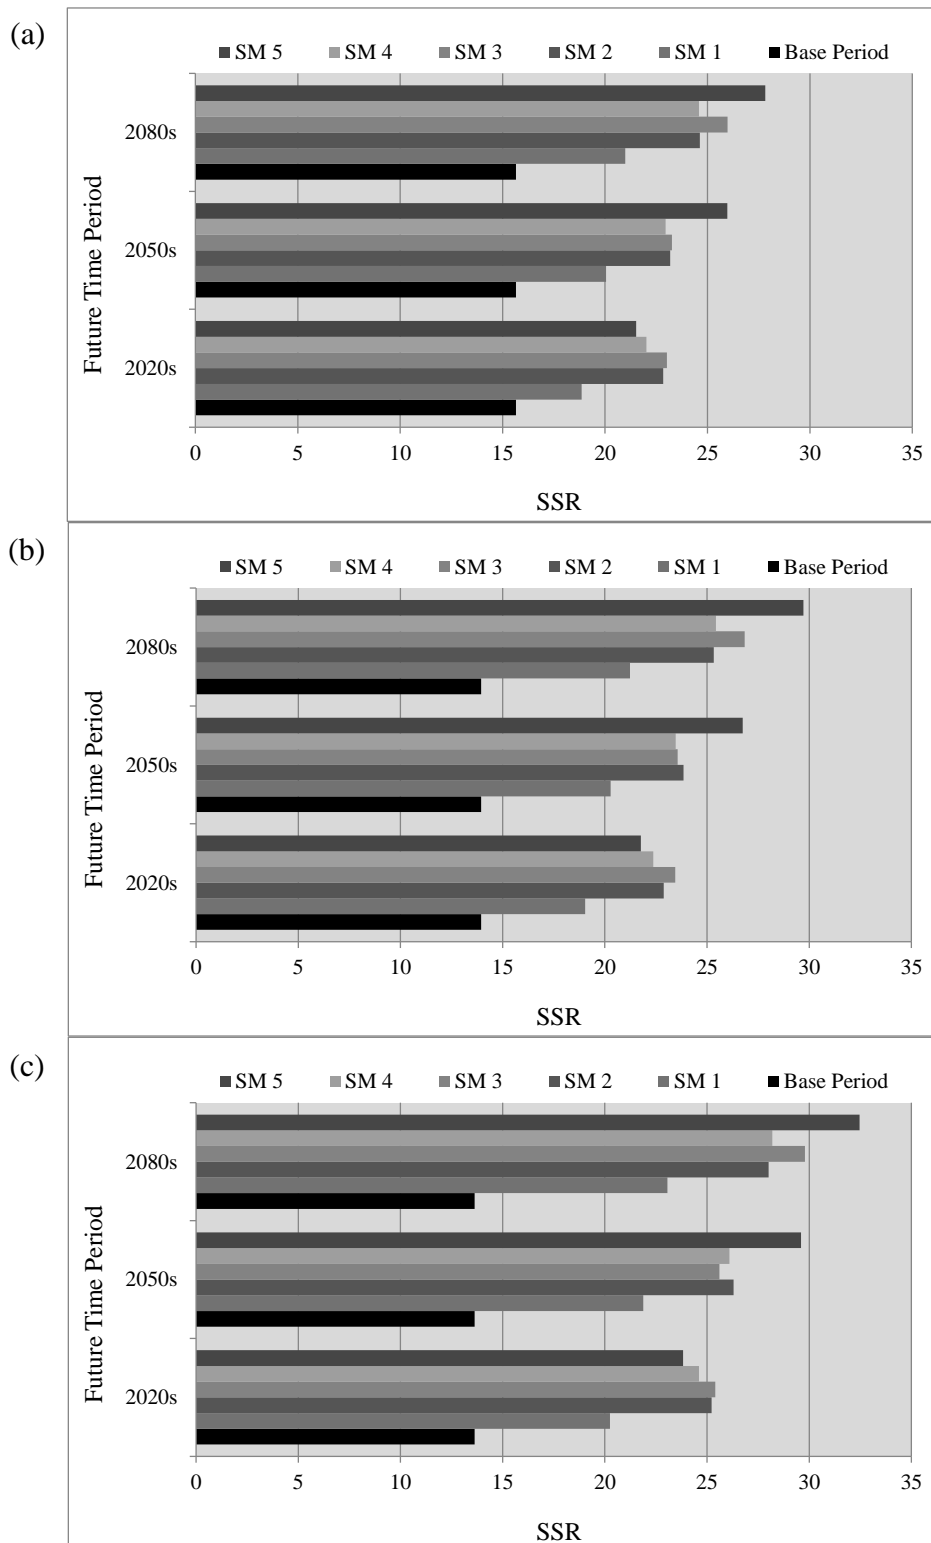 (a)
SM 5 SM 4 SM 3 SM 2 SM 1 Base Period
2080s
2050s
2020s
Future Time Period
0 5 10 15 20 25 30 35
SSR
(b)
SM 5 SM 4 SM 3 SM 2 SM 1 Base Period
2080s
2050s
2020s
Future Time Period
0 5 10 15 20 25 30 35
SSR
(c)
SM 5 SM 4 SM 3 SM 2 SM 1 Base Period
2080s
2050s
2020s
Future Time Period
0 5 10 15 20 25 30 35
SSR